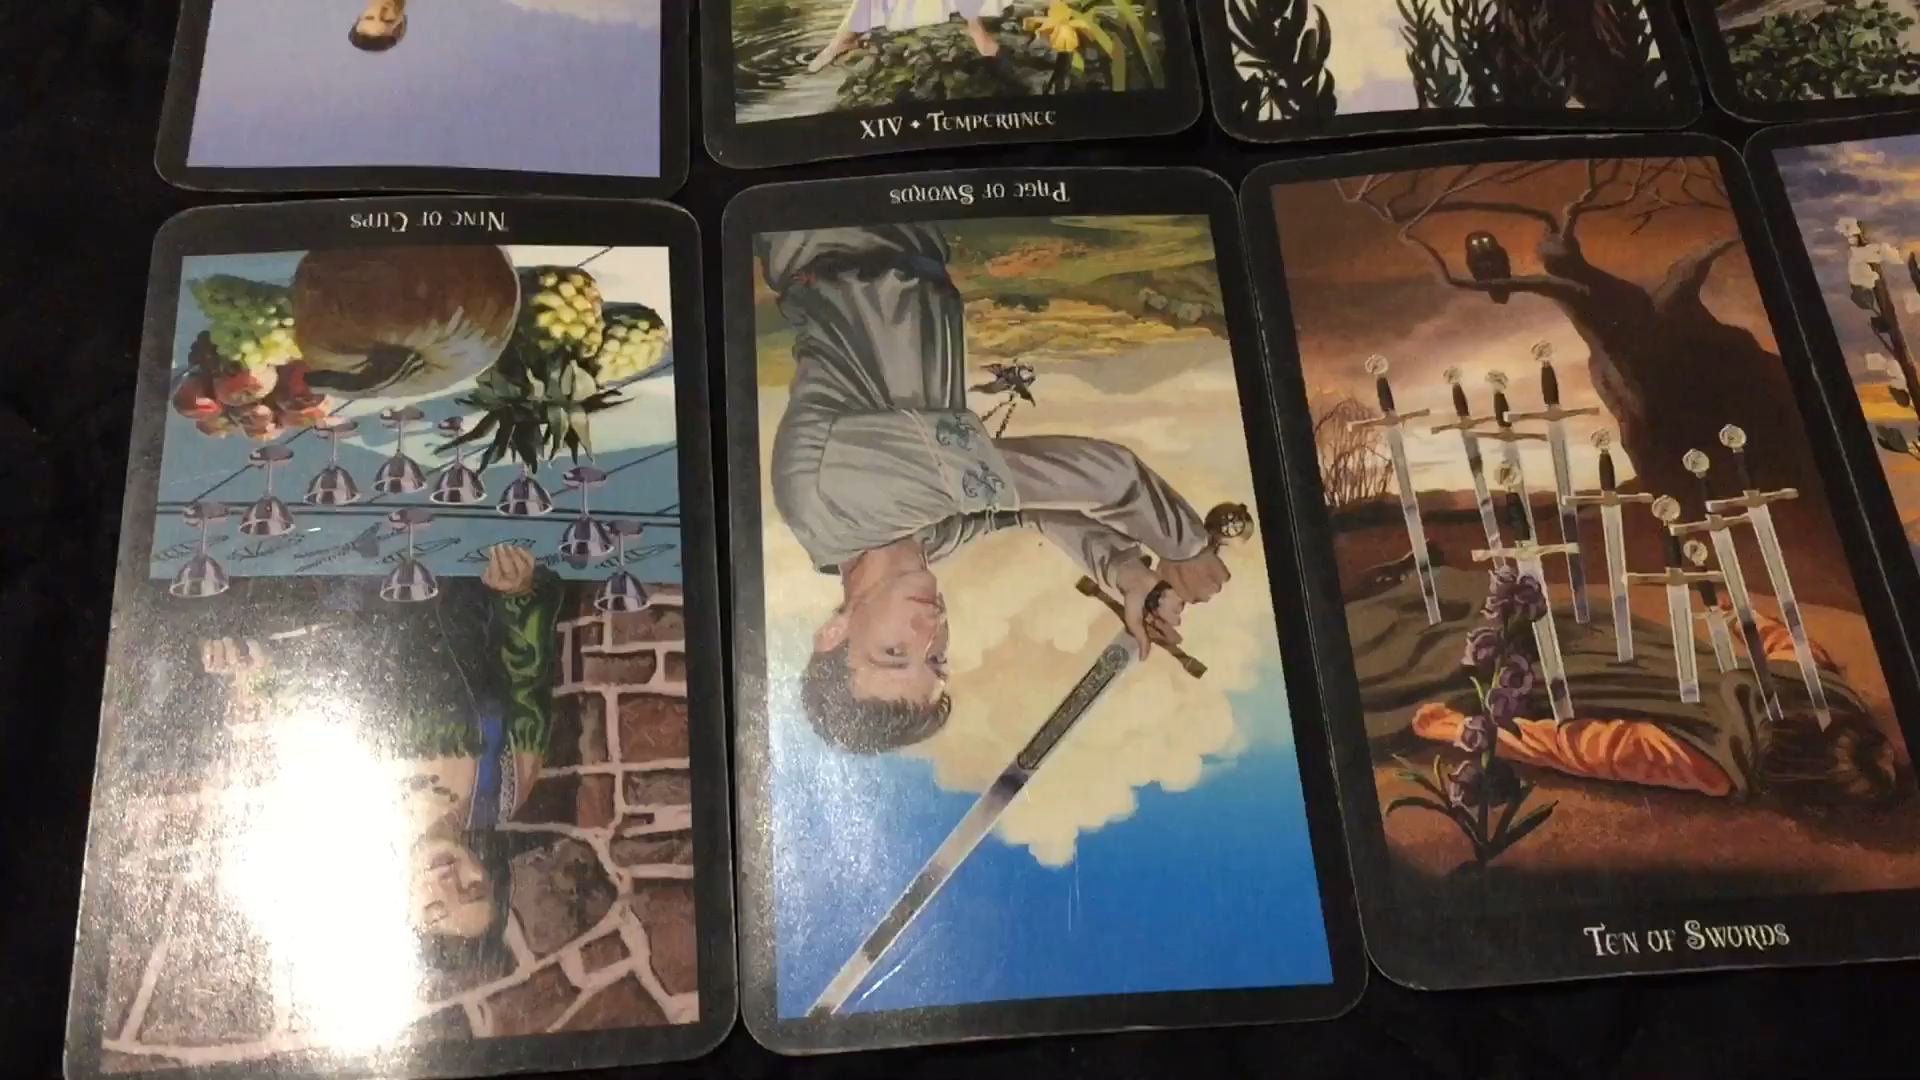 XIV • TEMPERANCE
NINE OF CUPS
PAGE OF SWORDS
TEN OF SWORDS